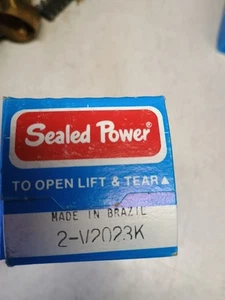 Sealed Power®
TO OPEN LIFT & TEAR▲
MADE IN BRAZIL
2-V2023K